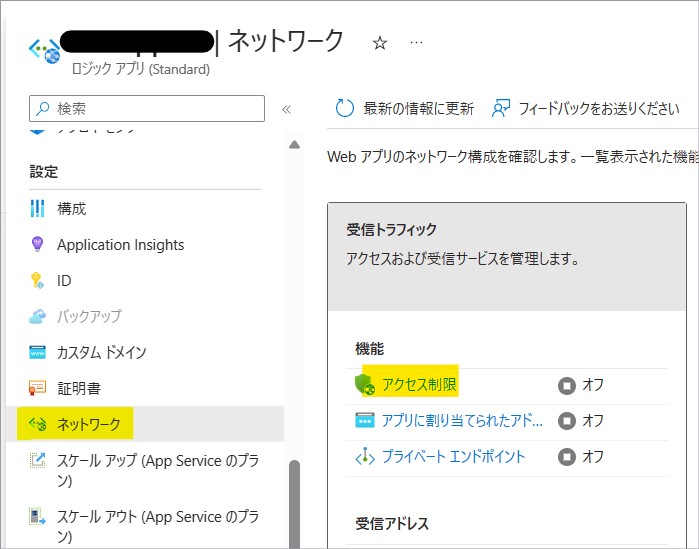 | ネットワーク ☆ …
ロジック アプリ (Standard)
検索 «
最新の情報に更新 フィードバックをお送りください
Web アプリのネットワーク構成を確認します。一覧表示された機能
設定
構成
Application Insights
ID
バックアップ
カスタム ドメイン
証明書
ネットワーク
スケール アップ (App Service のプラ
ン)
スケール アウト (App Service のプラ
ン)
受信トラフィック
アクセスおよび受信サービスを管理します。
機能
アクセス制限 オフ
アプリに割り当てられたアド... オフ
プライベート エンドポイント オフ
受信アドレス